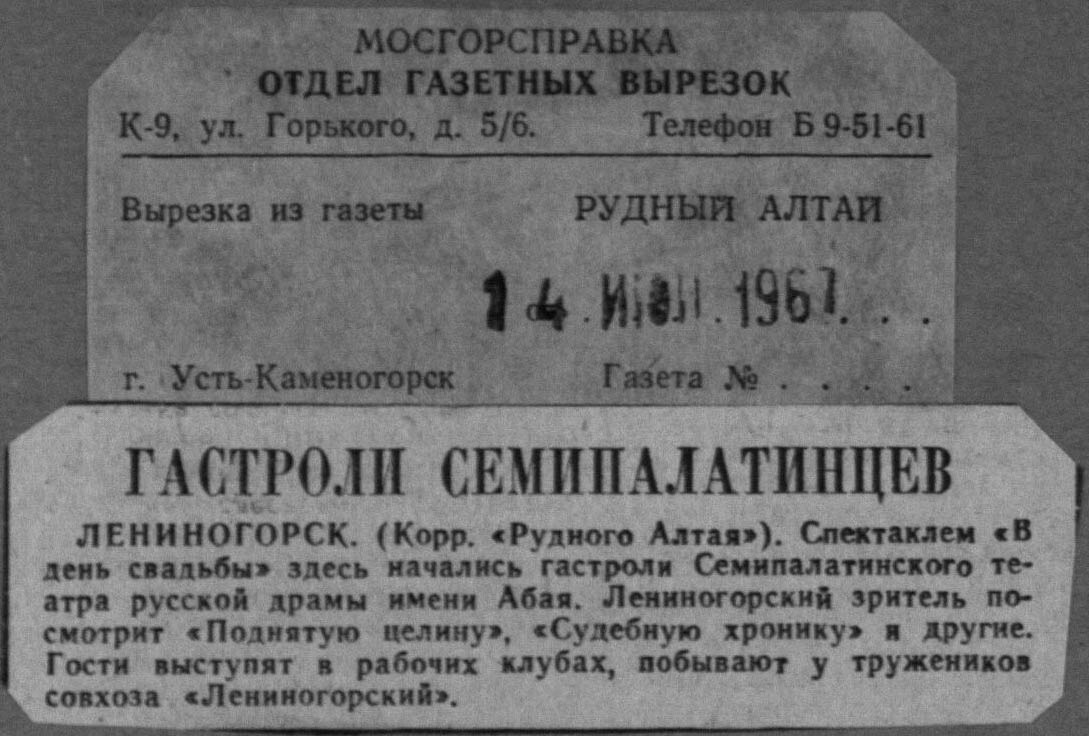 МОСГОРСПРАВКА
ОТДЕЛ ГАЗЕТНЫХ ВЫРЕЗОК
К-9, ул. Горького, д. 5/6. Телефон Б 9-51-61
Вырезка из газеты РУДНЫЙ АЛТАЙ
14 1967. . .
г. Усть-Каменогорск Газета № . . . .
ГАСТРОЛИ СЕМИПАЛАТИНЦЕВ
ЛЕНИНОГОРСК. (Корр. «Рудного Алтая»). Спектаклем «В
день свадьбы» здесь начались гастроли Семипалатинского те-
атра русской драмы имени Абая. Лениногорский зритель по-
смотрит «Поднятую целину», «Судебную хронику» и другие.
Гости выступят в рабочих клубах, побывают у тружеников
совхоза «Лениногорский».